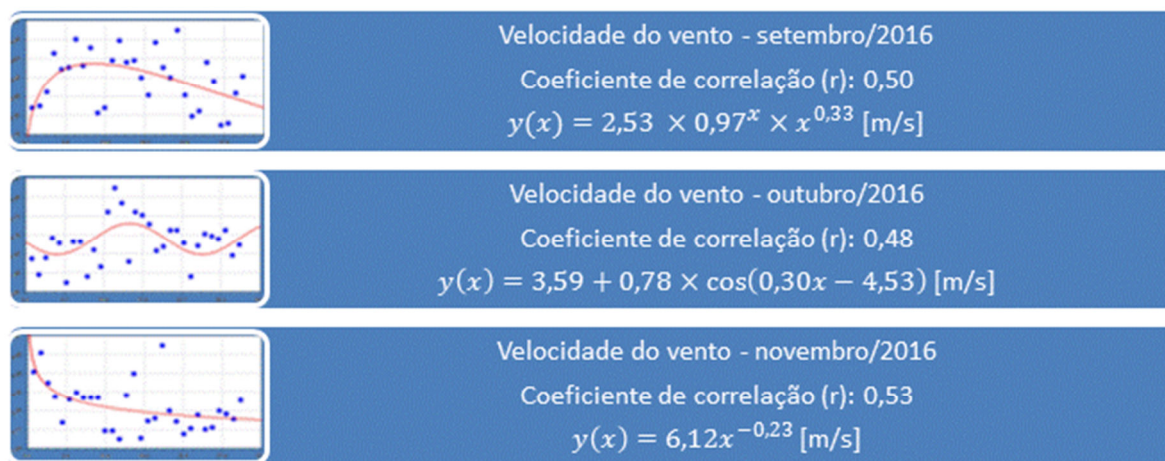 Velocidade do vento - setembro/2016
Coeficiente de correlação (r): 0,50
y(x) = 2,53 × 0,97^x × x^0,33 [m/s]
Velocidade do vento - outubro/2016
Coeficiente de correlação (r): 0,48
y(x) = 3,59 + 0,78 × cos(0,30x − 4,53) [m/s]
Velocidade do vento - novembro/2016
Coeficiente de correlação (r): 0,53
y(x) = 6,12x^−0,23 [m/s]